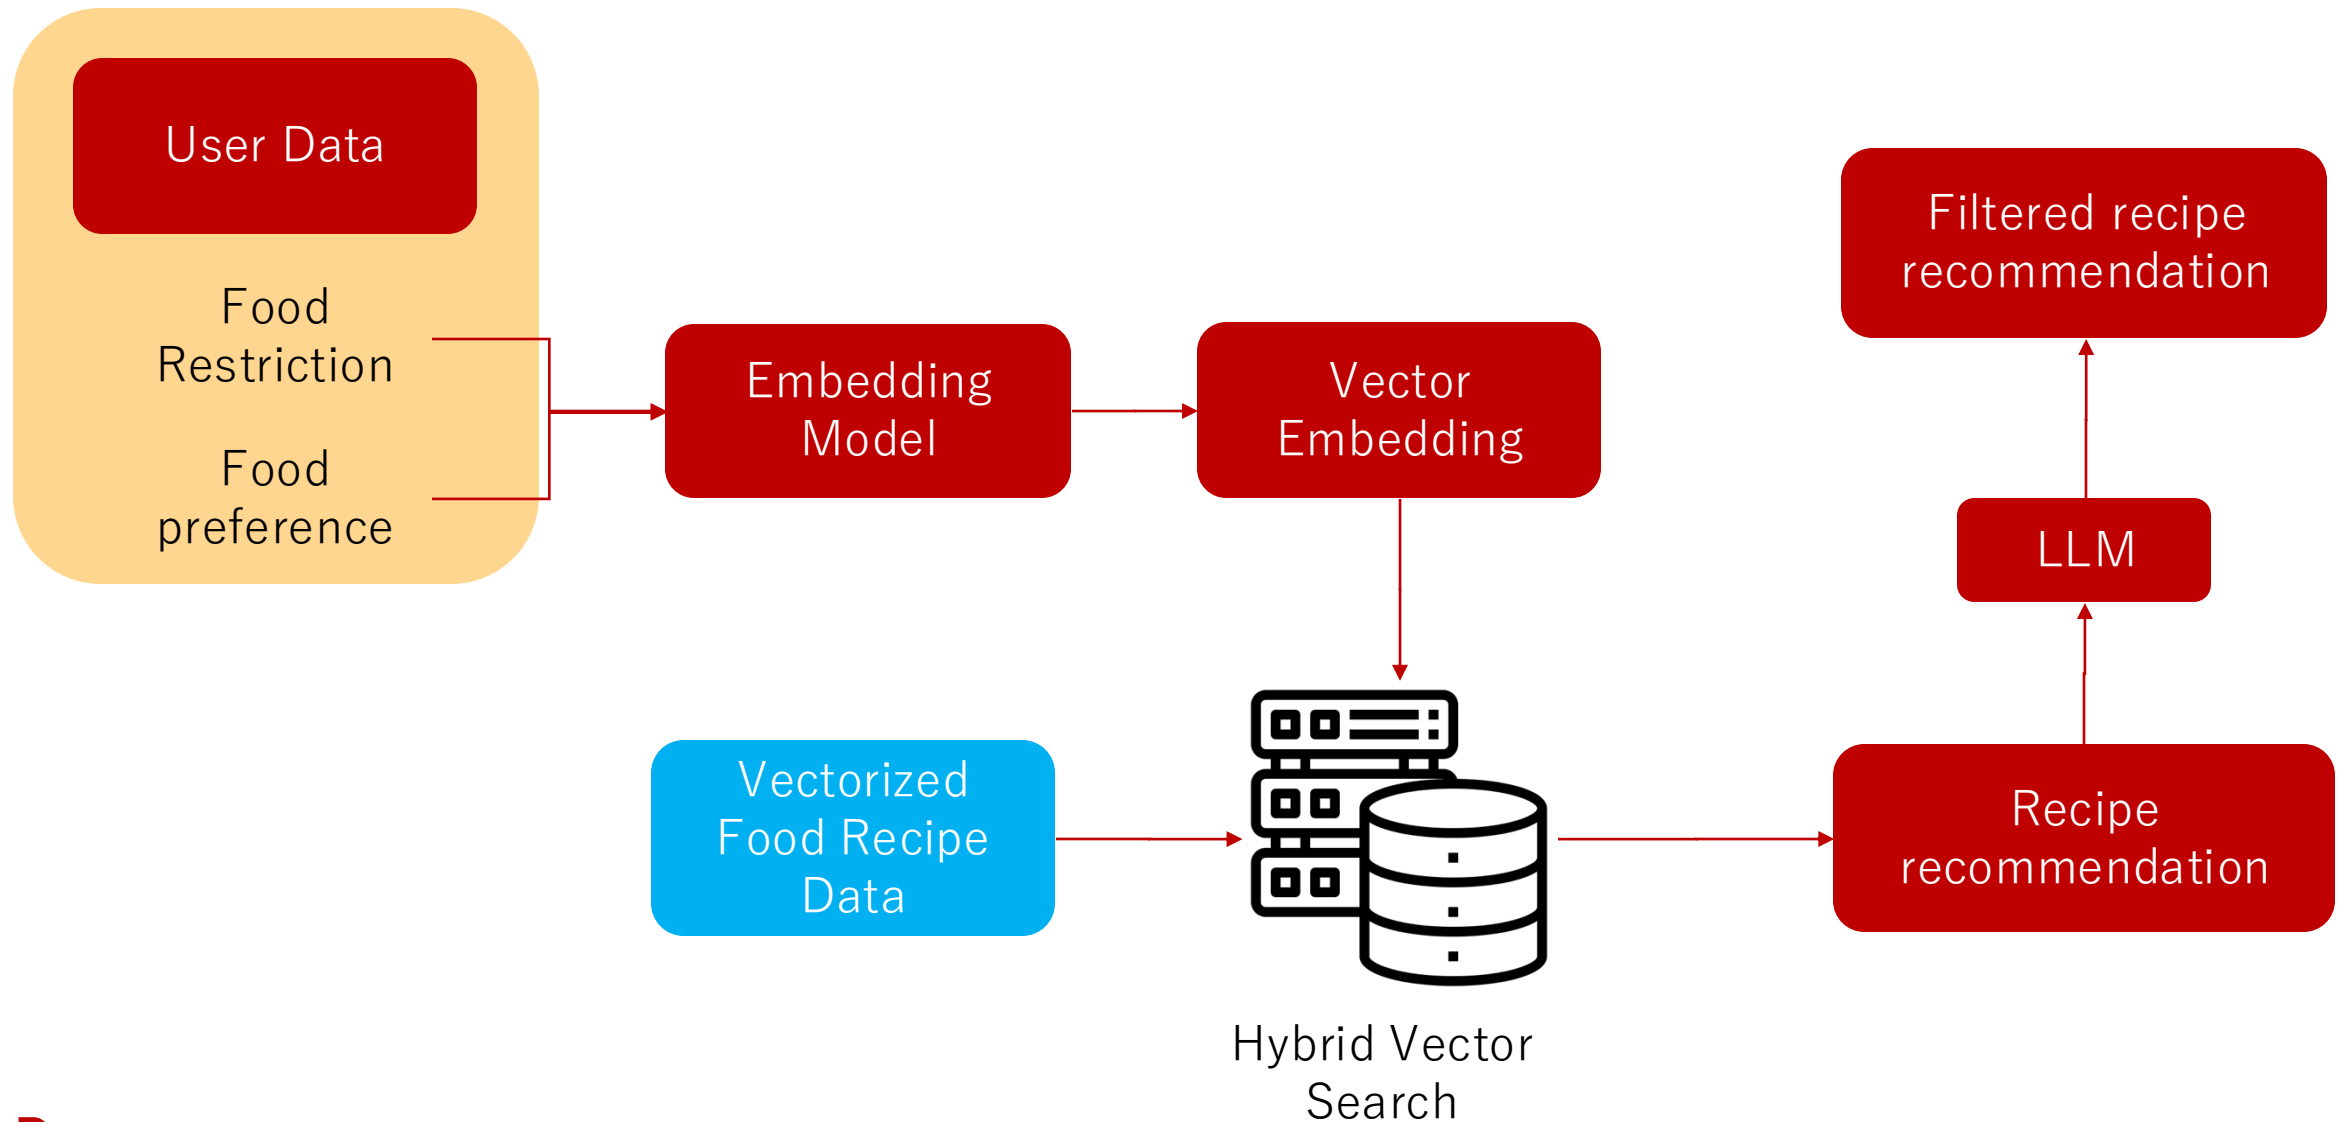 User Data
Food
Restriction
Food
preference
Embedding
Model
Vector
Embedding
Vectorized
Food Recipe
Data
Hybrid Vector
Search
Recipe
recommendation
LLM
Filtered recipe
recommendation